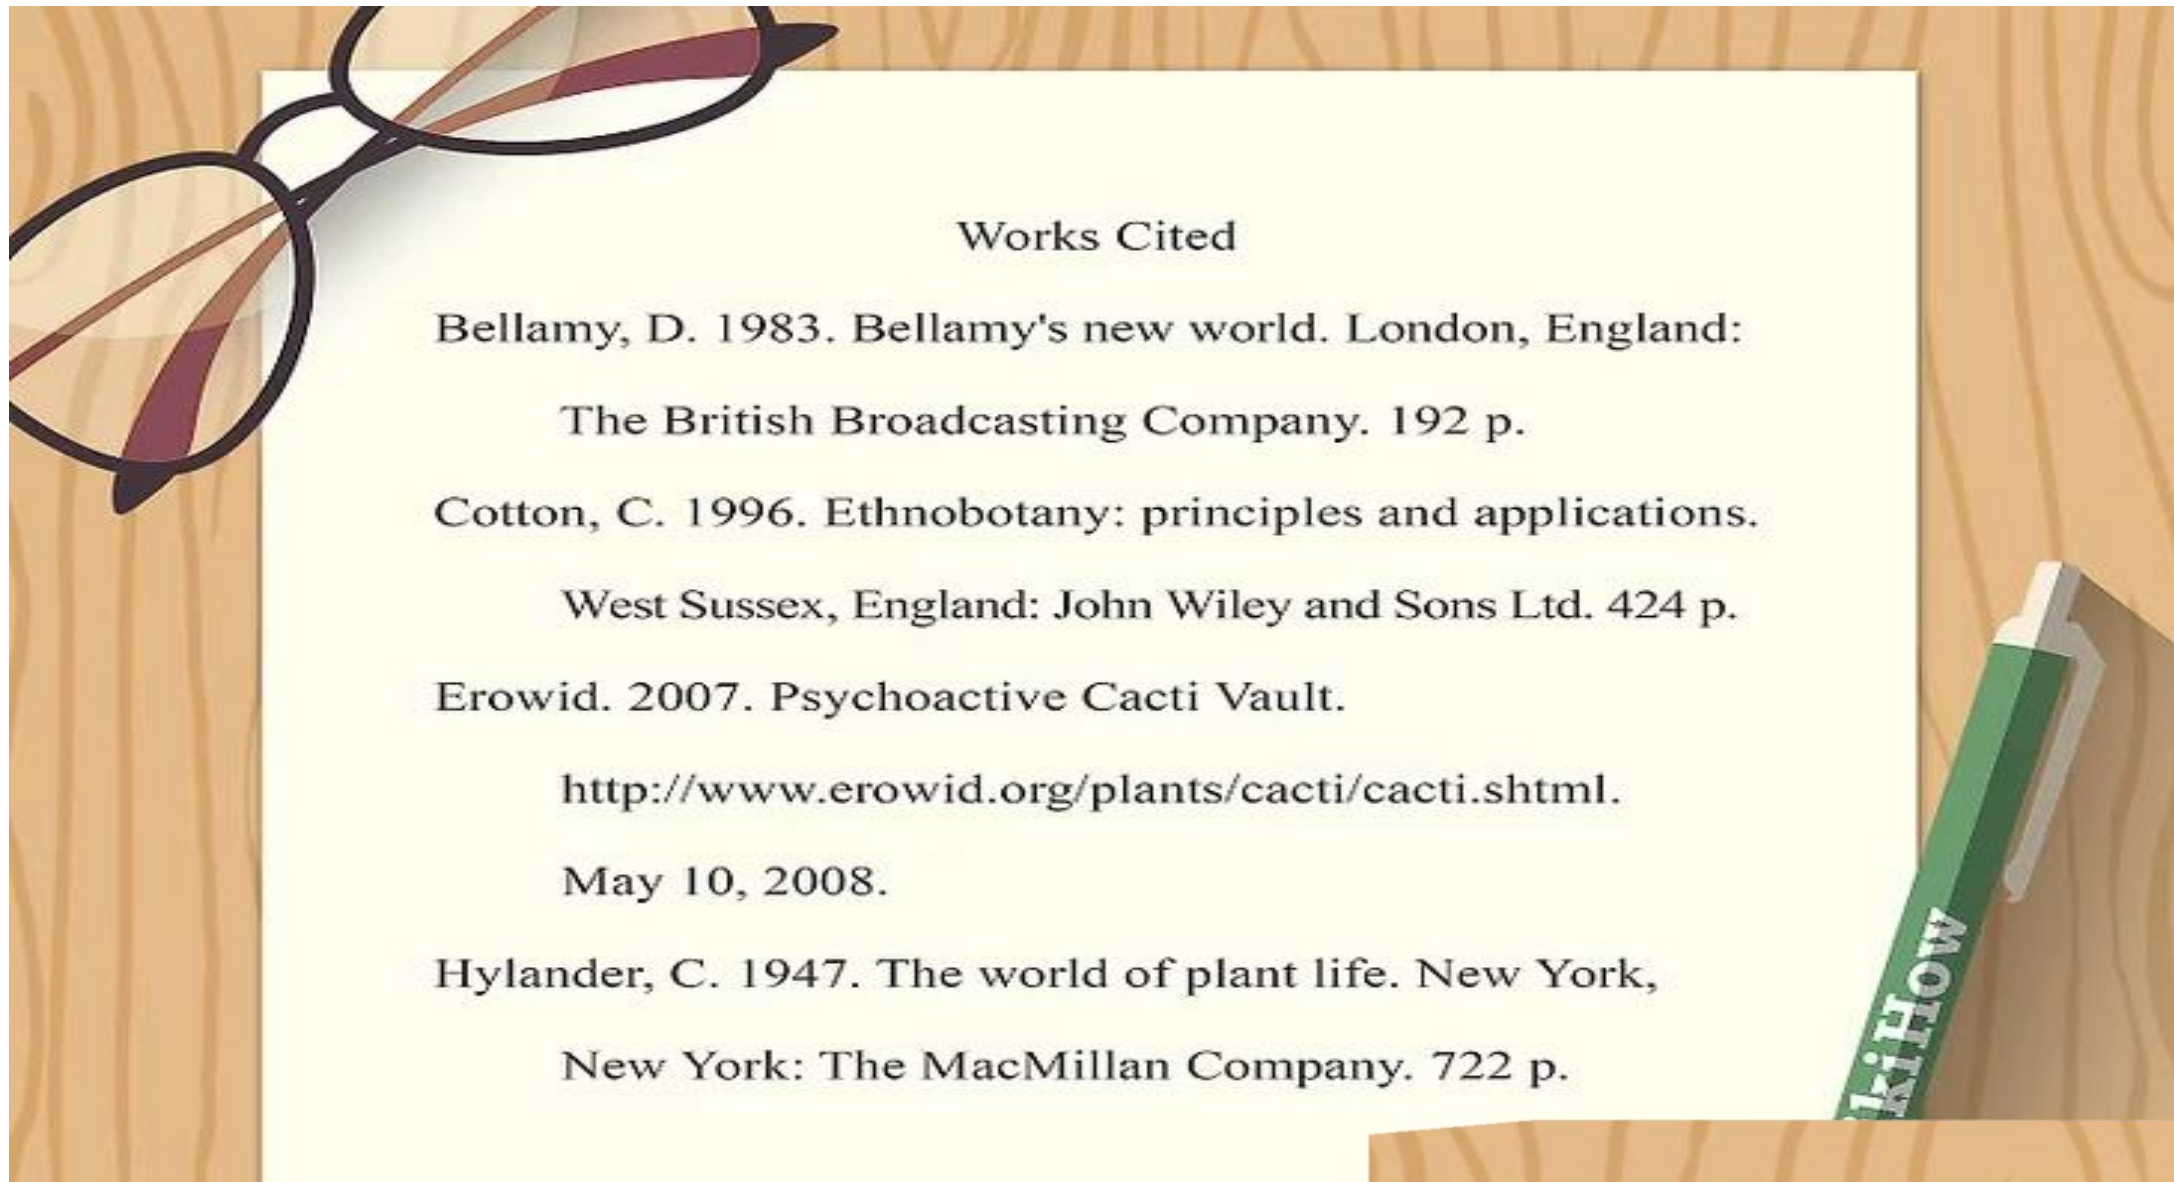 Works Cited
Bellamy, D. 1983. Bellamy's new world. London, England:
The British Broadcasting Company. 192 p.
Cotton, C. 1996. Ethnobotany: principles and applications.
West Sussex, England: John Wiley and Sons Ltd. 424 p.
Erowid. 2007. Psychoactive Cacti Vault.
http://www.erowid.org/plants/cacti/cacti.shtml.
May 10, 2008.
Hylander, C. 1947. The world of plant life. New York,
New York: The MacMillan Company. 722 p.
kiHow